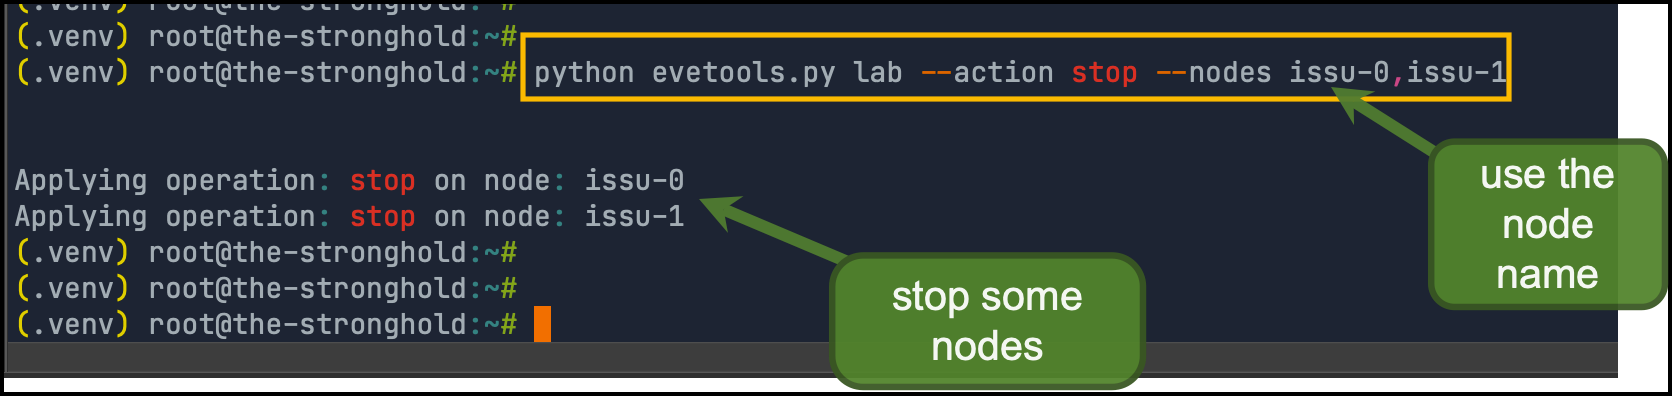 (.venv) root@the-stronghold:~#
(.venv) root@the-stronghold:~#
(.venv) root@the-stronghold:~# python evetools.py lab --action stop --nodes issu-0,issu-1
Applying operation: stop on node: issu-0
Applying operation: stop on node: issu-1
(.venv) root@the-stronghold:~#
(.venv) root@the-stronghold:~#
(.venv) root@the-stronghold:~#
use the
node
name
stop some
nodes